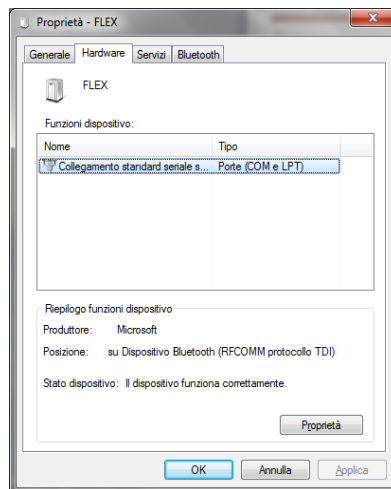 Proprietà - FLEX
Generale Hardware Servizi Bluetooth
FLEX
Funzioni dispositivo:
Nome Tipo
Collegamento standard seriale s... Porte (COM e LPT)
Riepilogo funzioni dispositivo
Produttore: Microsoft
Posizione: su Dispositivo Bluetooth (RFCOMM protocollo TDI)
Stato dispositivo: Il dispositivo funziona correttamente.
Proprietà
OK Annulla Applica